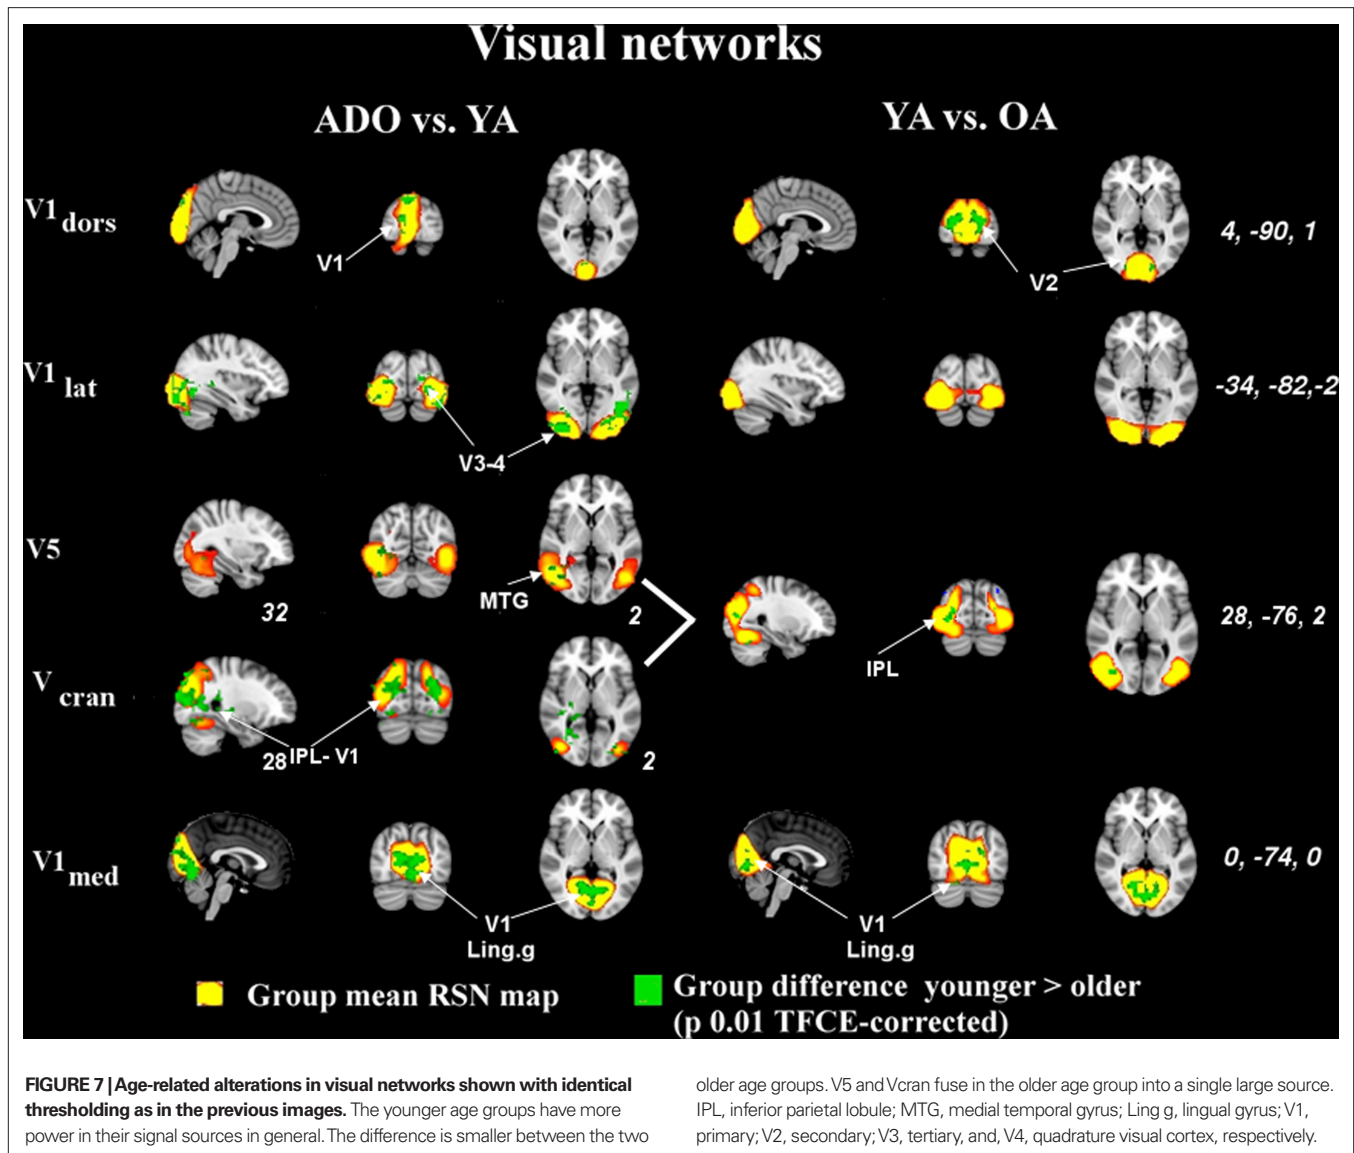 Visual networks
ADO vs. YA
YA vs. OA
V1 dors
V1
V2
4, -90, 1
V1 lat
V3-4
-34, -82,-2
V5
32
MTG
2
IPL
28, -76, 2
V cran
28
IPL- V1
2
V1 med
V1
Ling.g
V1
Ling.g
0, -74, 0
Group mean RSN map
Group difference younger > older
(p 0.01 TFCE-corrected)
FIGURE 7 | Age-related alterations in visual networks shown with identical
thresholding as in the previous images. The younger age groups have more
power in their signal sources in general. The difference is smaller between the two
older age groups. V5 and Vcran fuse in the older age group into a single large source.
IPL, inferior parietal lobule; MTG, medial temporal gyrus; Ling g, lingual gyrus; V1,
primary; V2, secondary; V3, tertiary, and, V4, quadrature visual cortex, respectively.